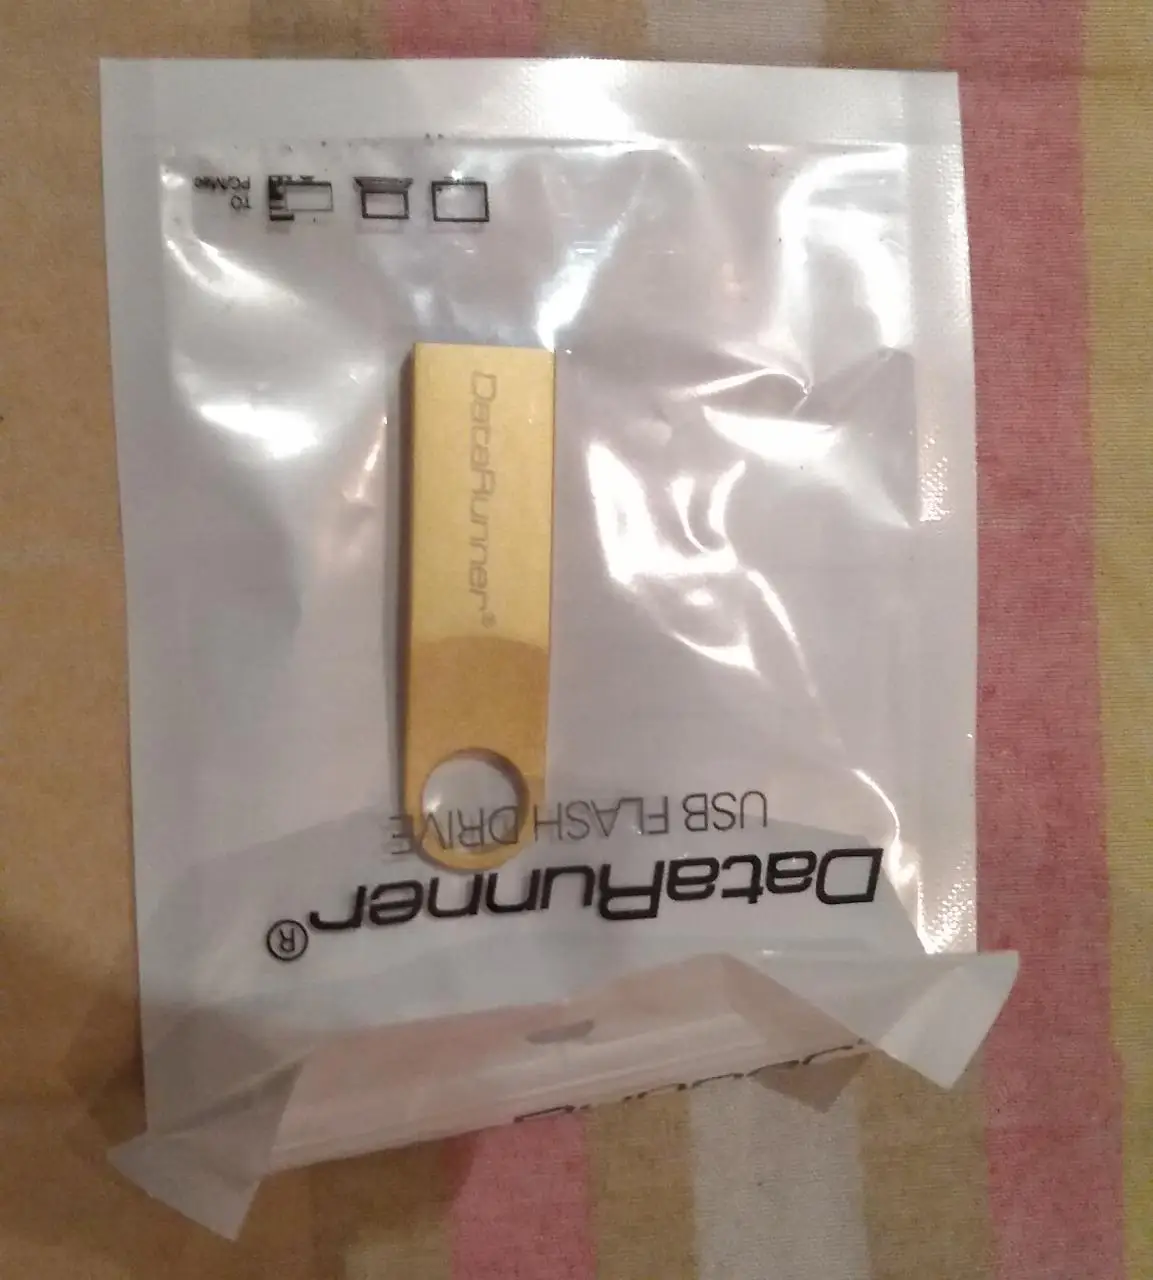 DataRunner®
USB FLASH DRIVE
DataRunner®
TO
PC/Mac